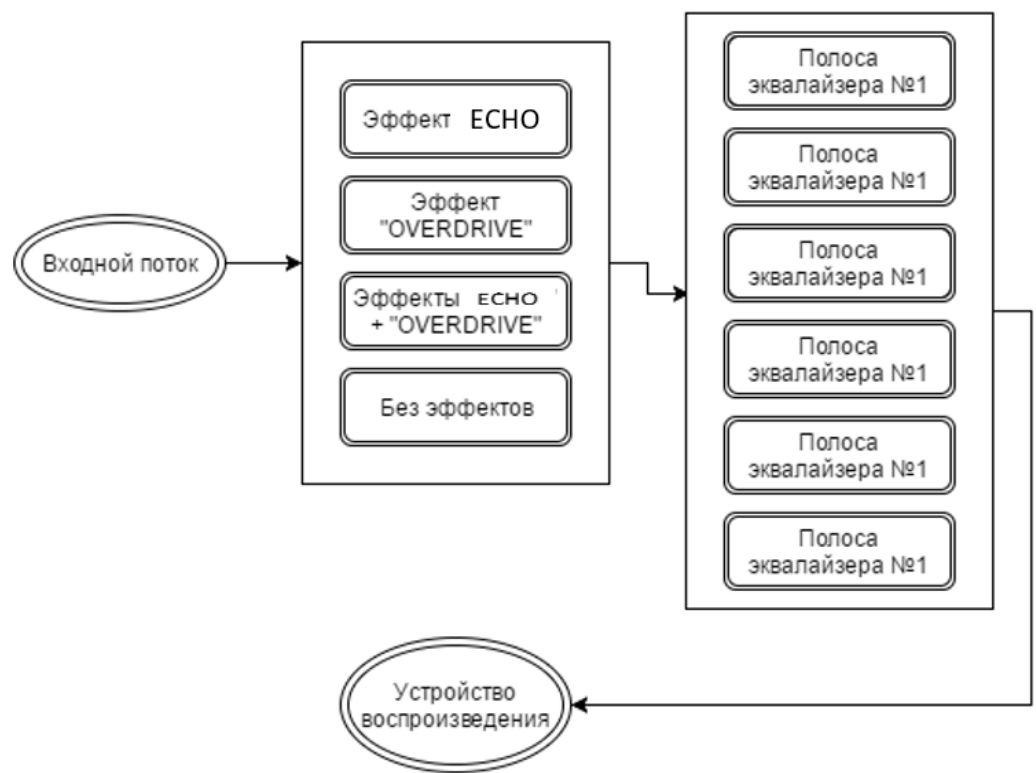 Входной поток
Эффект ECHO
Эффект
"OVERDRIVE"
Эффекты ECHO
+ "OVERDRIVE"
Без эффектов
Полоса
эквалайзера №1
Полоса
эквалайзера №1
Полоса
эквалайзера №1
Полоса
эквалайзера №1
Полоса
эквалайзера №1
Полоса
эквалайзера №1
Устройство
воспроизведения